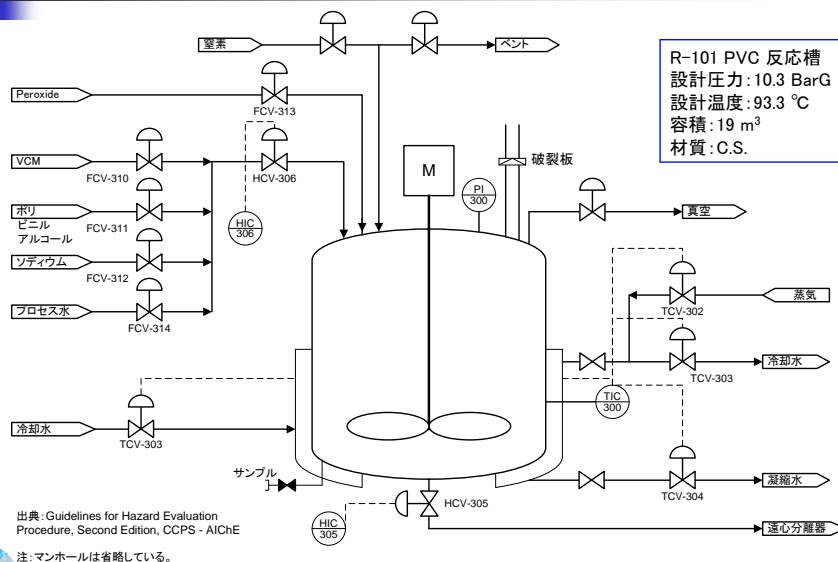 窒素
ベント
R-101 PVC 反応槽
設計圧力:10.3 BarG
設計温度:93.3 ℃
容積:19 m³
材質:C.S.
Peroxide
FCV-313
VCM
FCV-310
HCV-306
M
破裂板
PI
300
ポリ
ビニル
アルコール
FCV-311
HIC
306
真空
ソディウム
FCV-312
蒸気
TCV-302
プロセス水
FCV-314
冷却水
TCV-303
TIC
300
冷却水
TCV-303
サンプル
凝縮水
TCV-304
HCV-305
HIC
305
遠心分離器
出典:Guidelines for Hazard Evaluation
Procedure, Second Edition, CCPS - AIChE
注:マンホールは省略している。